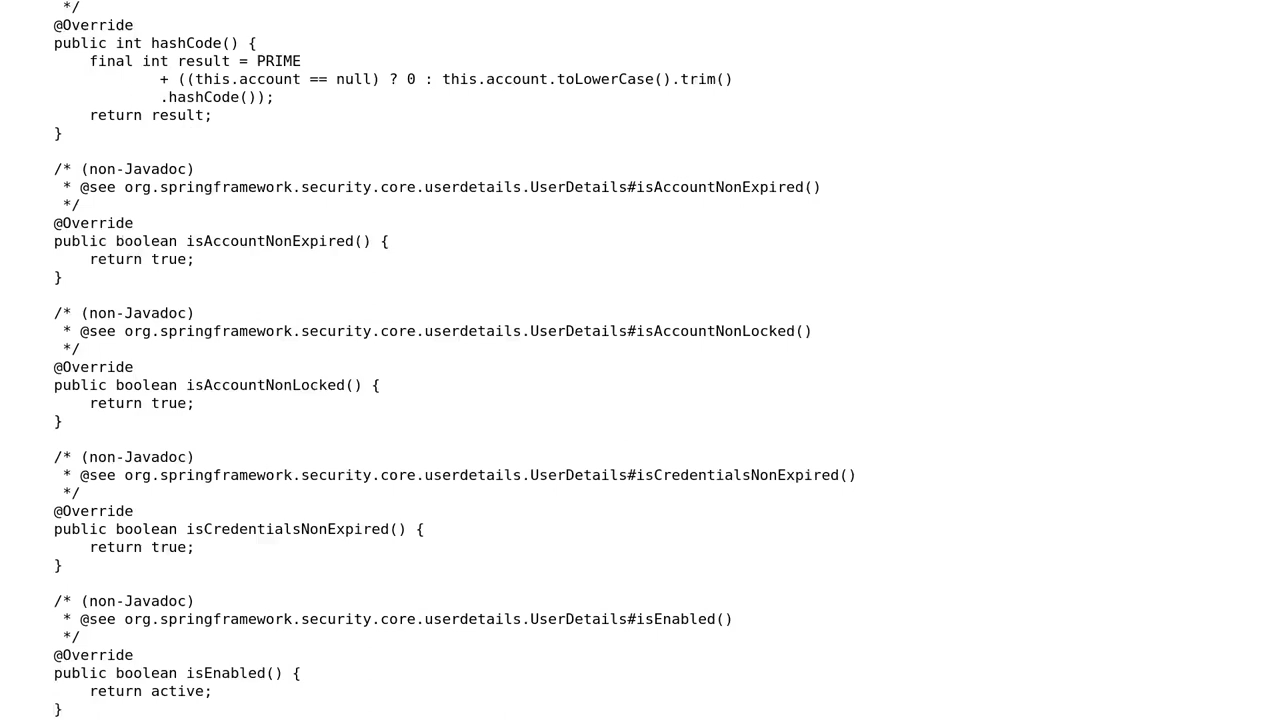 */
@Override
public int hashCode() {
    final int result = PRIME
            + ((this.account == null) ? 0 : this.account.toLowerCase().trim()
            .hashCode());
    return result;
}

/* (non-Javadoc)
 * @see org.springframework.security.core.userdetails.UserDetails#isAccountNonExpired()
 */
@Override
public boolean isAccountNonExpired() {
    return true;
}

/* (non-Javadoc)
 * @see org.springframework.security.core.userdetails.UserDetails#isAccountNonLocked()
 */
@Override
public boolean isAccountNonLocked() {
    return true;
}

/* (non-Javadoc)
 * @see org.springframework.security.core.userdetails.UserDetails#isCredentialsNonExpired()
 */
@Override
public boolean isCredentialsNonExpired() {
    return true;
}

/* (non-Javadoc)
 * @see org.springframework.security.core.userdetails.UserDetails#isEnabled()
 */
@Override
public boolean isEnabled() {
    return active;
}